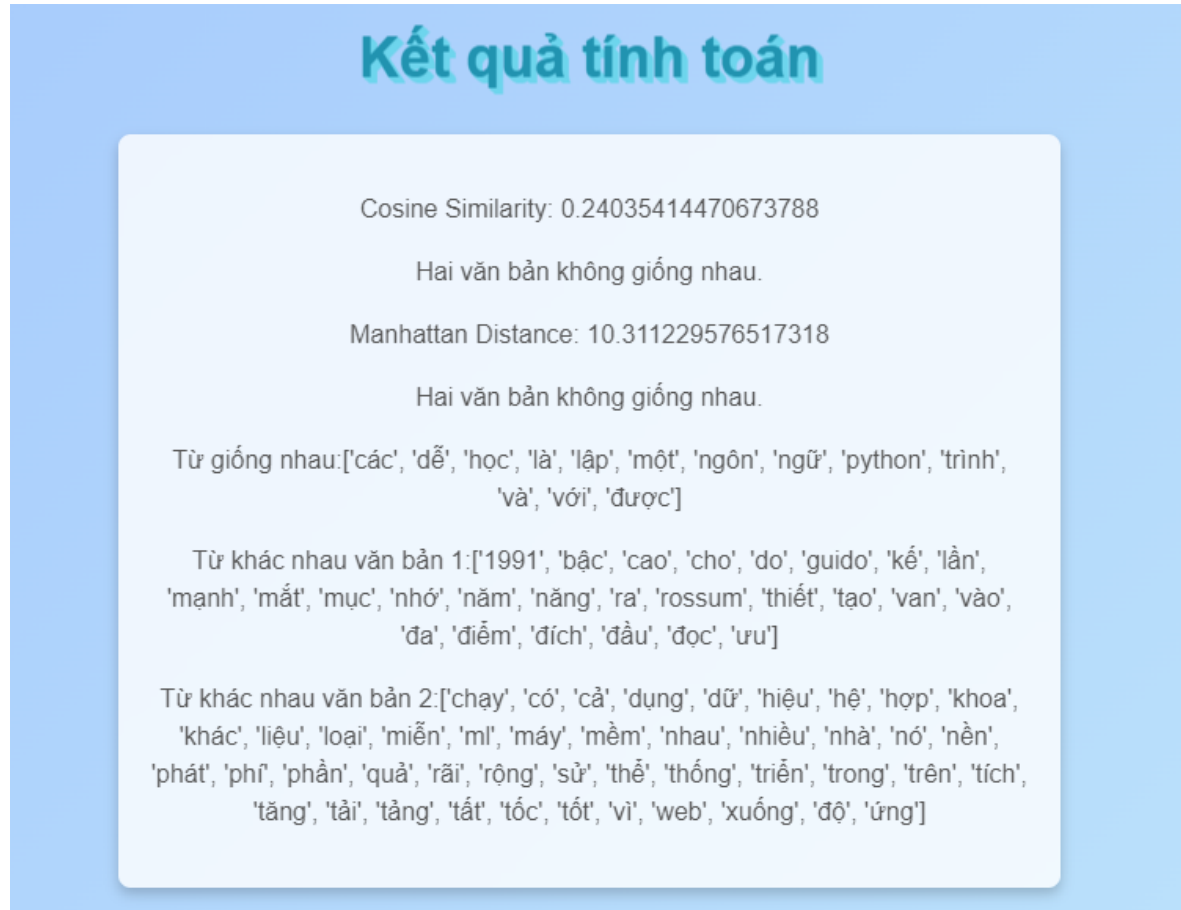 Kết quả tính toán
Cosine Similarity: 0.24035414470673788
Hai văn bản không giống nhau.
Manhattan Distance: 10.311229576517318
Hai văn bản không giống nhau.
Từ giống nhau:['các', 'dễ', 'học', 'là', 'lập', 'một', 'ngôn', 'ngữ', 'python', 'trình',
'và', 'với', 'được']
Từ khác nhau văn bản 1:['1991', 'bậc', 'cao', 'cho', 'do', 'guido', 'kế', 'lần',
'mạnh', 'mắt', 'mục', 'nhớ', 'năm', 'năng', 'ra', 'rossum', 'thiết', 'tạo', 'van', 'vào',
'đa', 'điểm', 'đích', 'đầu', 'đọc', 'ưu']
Từ khác nhau văn bản 2:['chạy', 'có', 'cả', 'dụng', 'dữ', 'hiệu', 'hệ', 'hợp', 'khoa',
'khác', 'liệu', 'loại', 'miễn', 'ml', 'máy', 'mềm', 'nhau', 'nhiều', 'nhà', 'nó', 'nền',
'phát', 'phí', 'phần', 'quả', 'rãi', 'rộng', 'sử', 'thể', 'thống', 'triển', 'trong', 'trên', 'tích',
'tăng', 'tải', 'tảng', 'tất', 'tốc', 'tốt', 'vì', 'web', 'xuống', 'độ', 'ứng']